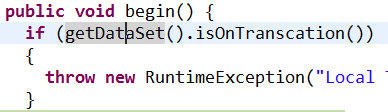 public void begin() {
if (getDataSet().isOnTranscation())
{
throw new RuntimeException("Local
}